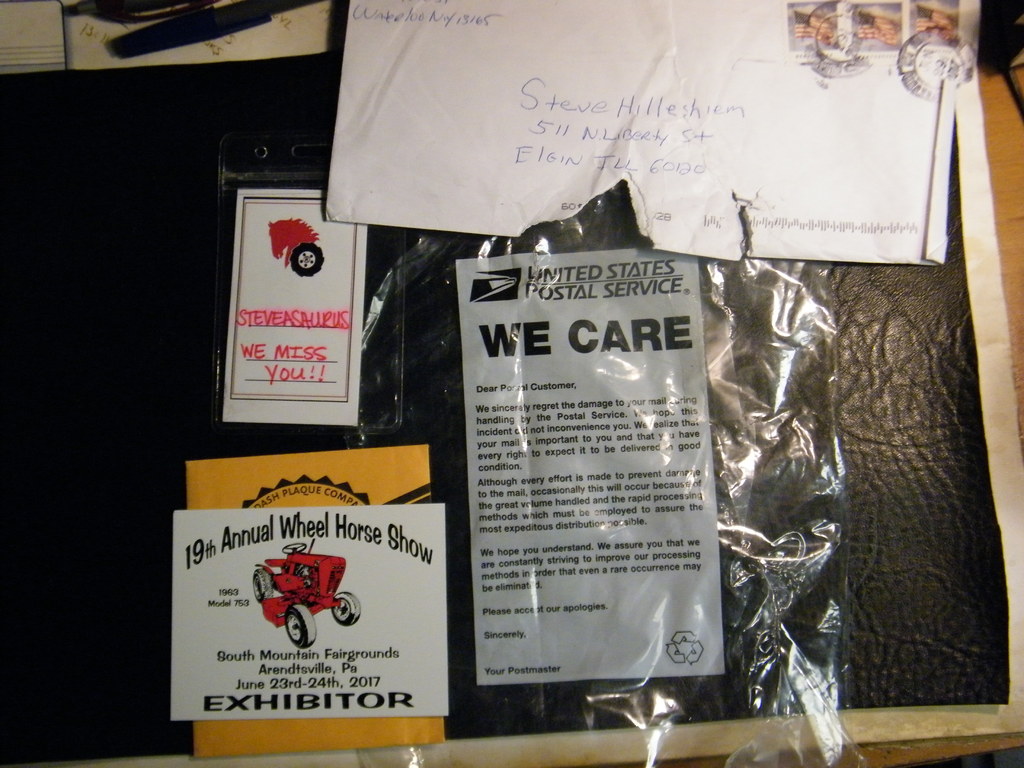 Waterloo NY 13165
Steve Hilleshiem
511 N. Liberty St
Elgin ILL 60120
UNITED STATES
POSTAL SERVICE®
WE CARE
Dear Postal Customer,
We sincerely regret the damage to your mail during
handling by the Postal Service. We hope this
incident did not inconvenience you. We realize that
your mail is important to you and that you have
every right to expect it to be delivered in good
condition.
Although every effort is made to prevent damage
to the mail, occasionally this will occur because of
the great volume handled and the rapid processing
methods which must be employed to assure the
most expeditous distribution possible.
We hope you understand. We assure you that we
are constantly striving to improve our processing
methods in order that even a rare occurrence may
be eliminated.
Please accept our apologies.
Sincerely,
Your Postmaster
STEVEASAURUS
WE MISS
YOU!!
DASH PLAQUE COMPA
19th Annual Wheel Horse Show
1963
Model 753
South Mountain Fairgrounds
Arendtsville, Pa
June 23rd-24th, 2017
EXHIBITOR